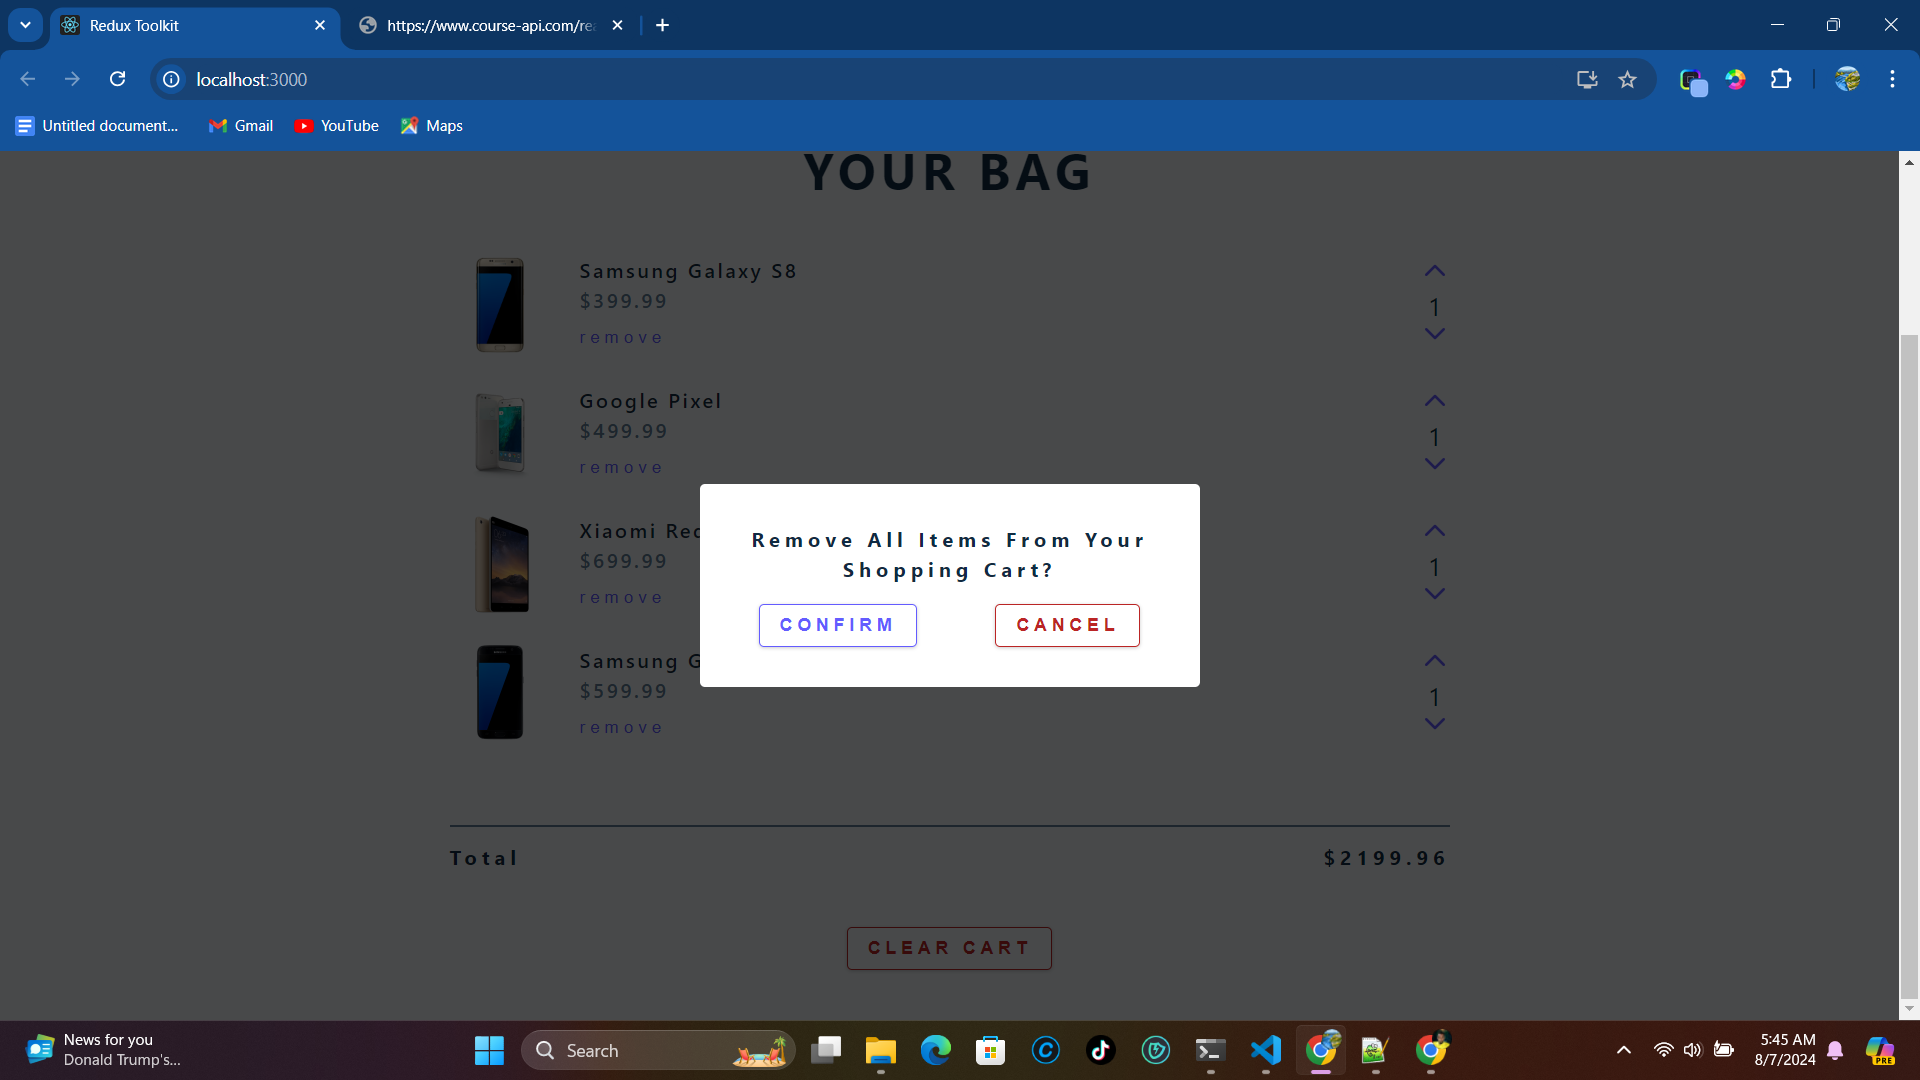 Redux Toolkit
https://www.course-api.com/rea
localhost:3000
Untitled document...
Gmail
YouTube
Maps
YOUR BAG
Samsung Galaxy S8
$399.99
remove
1
Google Pixel
$499.99
remove
1
Xiaomi Red
$699.99
remove
1
Samsung G
$599.99
remove
1
Remove All Items From Your
Shopping Cart?
CONFIRM
CANCEL
Total
$2199.96
CLEAR CART
News for you
Donald Trump's...
Search
5:45 AM
8/7/2024
PRE